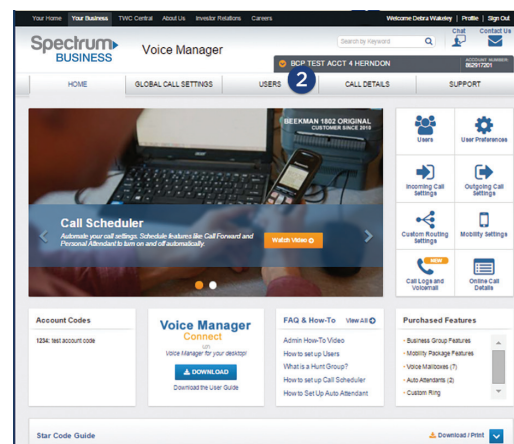 Your Home Your Business TWC Central About Us Investor Relations Careers Welcome Debra Wakeley | Profile | Sign Out
Spectrum
BUSINESS
Voice Manager
Search by Keyword
Chat
Contact Us
BCP TEST ACCT 4 HERNDON
ACCOUNT NUMBER:
862917201
HOME GLOBAL CALL SETTINGS USERS 2 CALL DETAILS SUPPORT
BEEKMAN 1802 ORIGINAL
CUSTOMER SINCE 2010
Call Scheduler
Automate your call settings. Schedule features like Call Forward and
Personal Attendant to turn on and off automatically.
Watch Video
Users
User Preferences
Incoming Call
Settings
Outgoing Call
Settings
Custom Routing
Settings
Mobility Settings
NEW
Call Logs and
Voicemail
Online Call
Details
Account Codes
1234: test account code
Voice Manager
Connect
on
Voice Manager for your desktop!
DOWNLOAD
Download the User Guide
FAQ & How-To View All
Admin How-To Video
How to set up Users
What is a Hunt Group?
How to set up Call Scheduler
How to Set Up Auto Attendant
Purchased Features
• Business Group Features
• Mobility Package Features
• Voice Mailboxes (7)
• Auto Attendants (2)
• Custom Ring
Star Code Guide
Download / Print